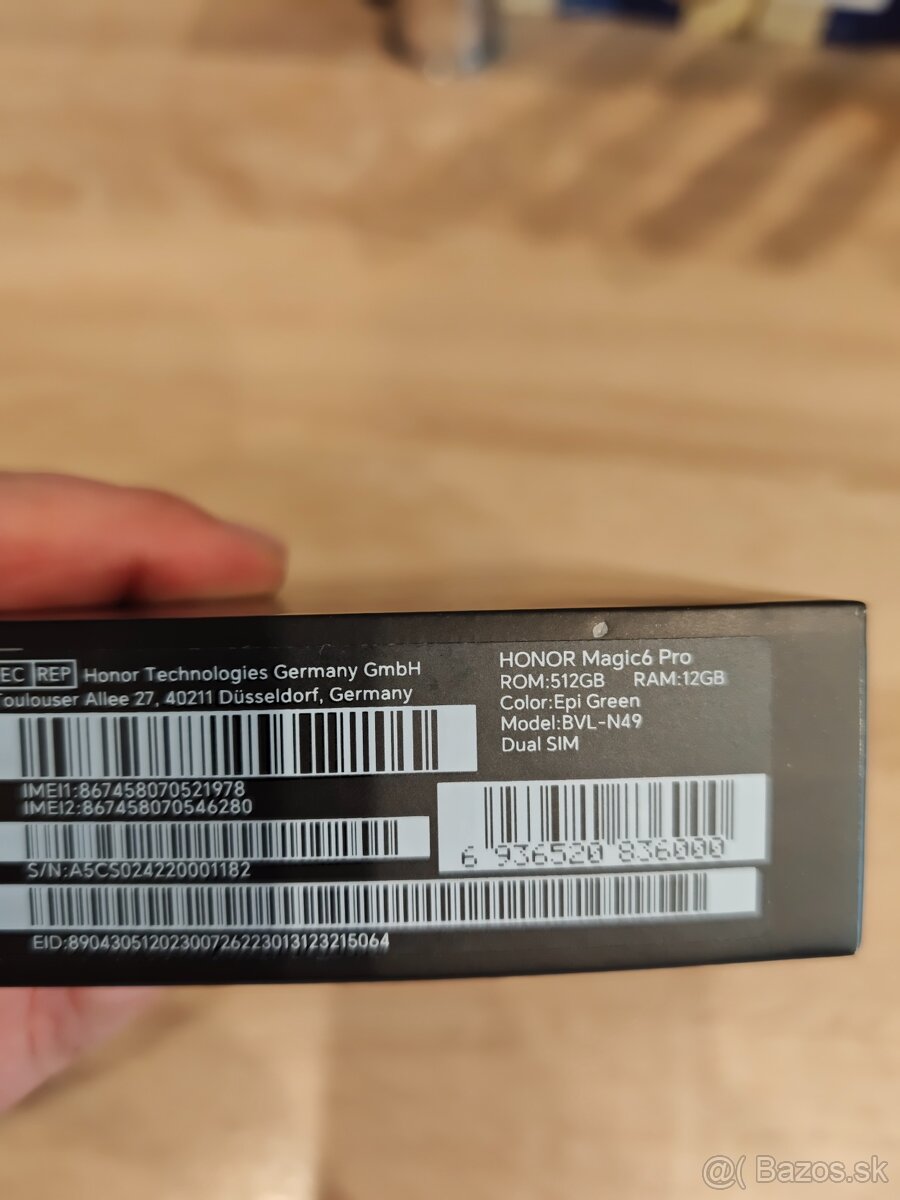 EC REP Honor Technologies Germany GmbH
Toulouser Allee 27, 40211 Düsseldorf, Germany
HONOR Magic6 Pro
ROM:512GB RAM:12GB
Color:Epi Green
Model:BVL-N49
Dual SIM
IMEI1:867458070521978
IMEI2:867458070546280
6 936520 836000
S/N:A5CS024220001182
EID:89043051202300726223013123215064
@( Bazos.sk